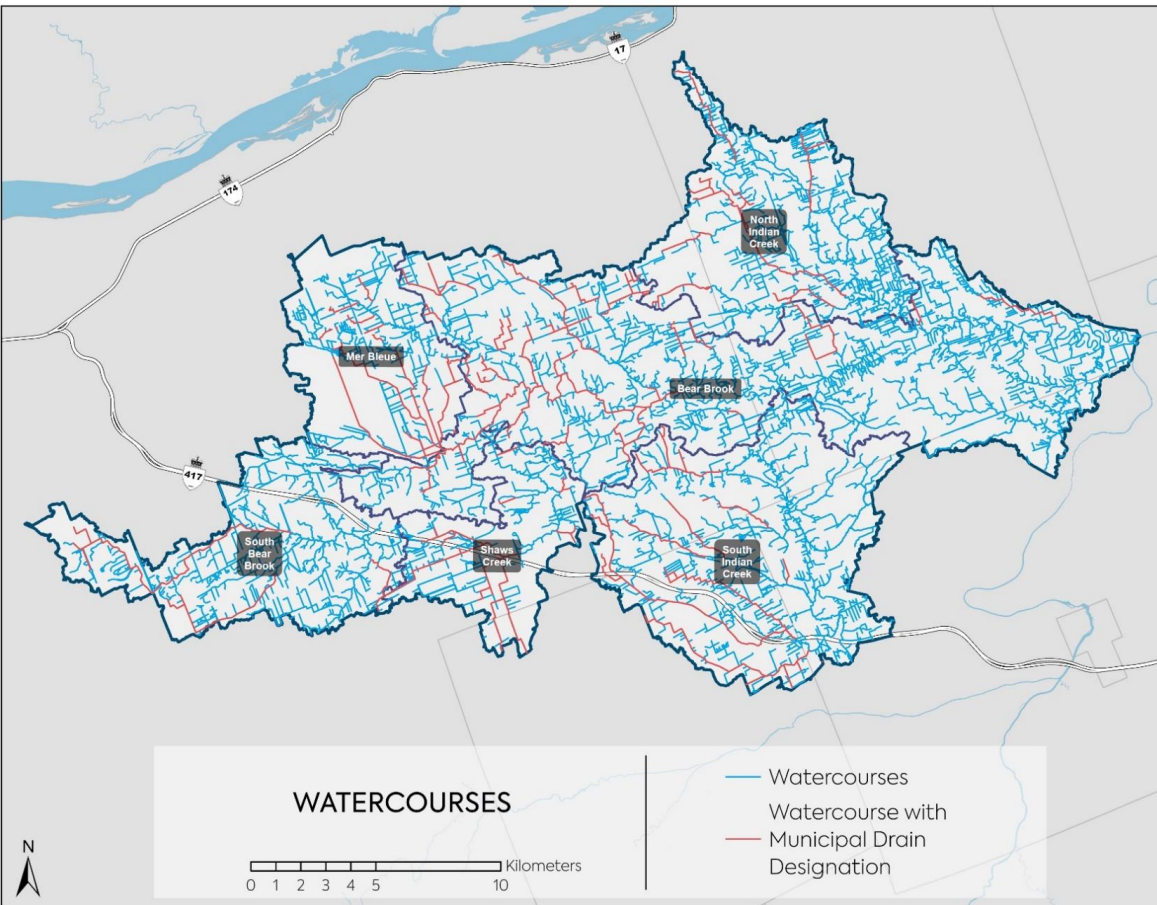 17
174
North
Indian
Creek
Mer Bleue
Bear Brook
417
South
Bear
Brook
Shaws
Creek
South
Indian
Creek
WATERCOURSES
Kilometers
0 1 2 3 4 5 10
N
Watercourses
Watercourse with
Municipal Drain
Designation